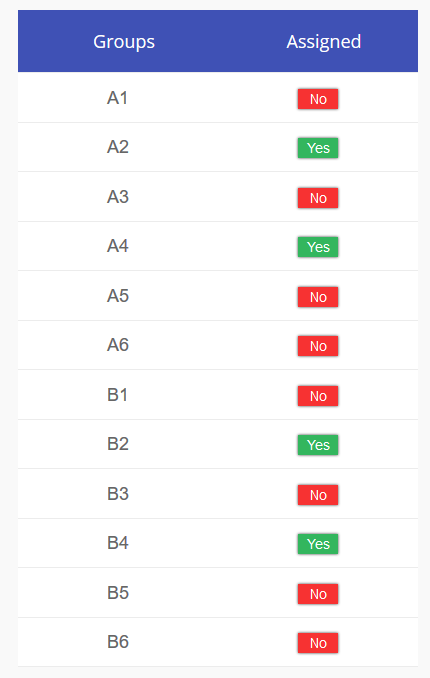 Groups Assigned
A1 No
A2 Yes
A3 No
A4 Yes
A5 No
A6 No
B1 No
B2 Yes
B3 No
B4 Yes
B5 No
B6 No